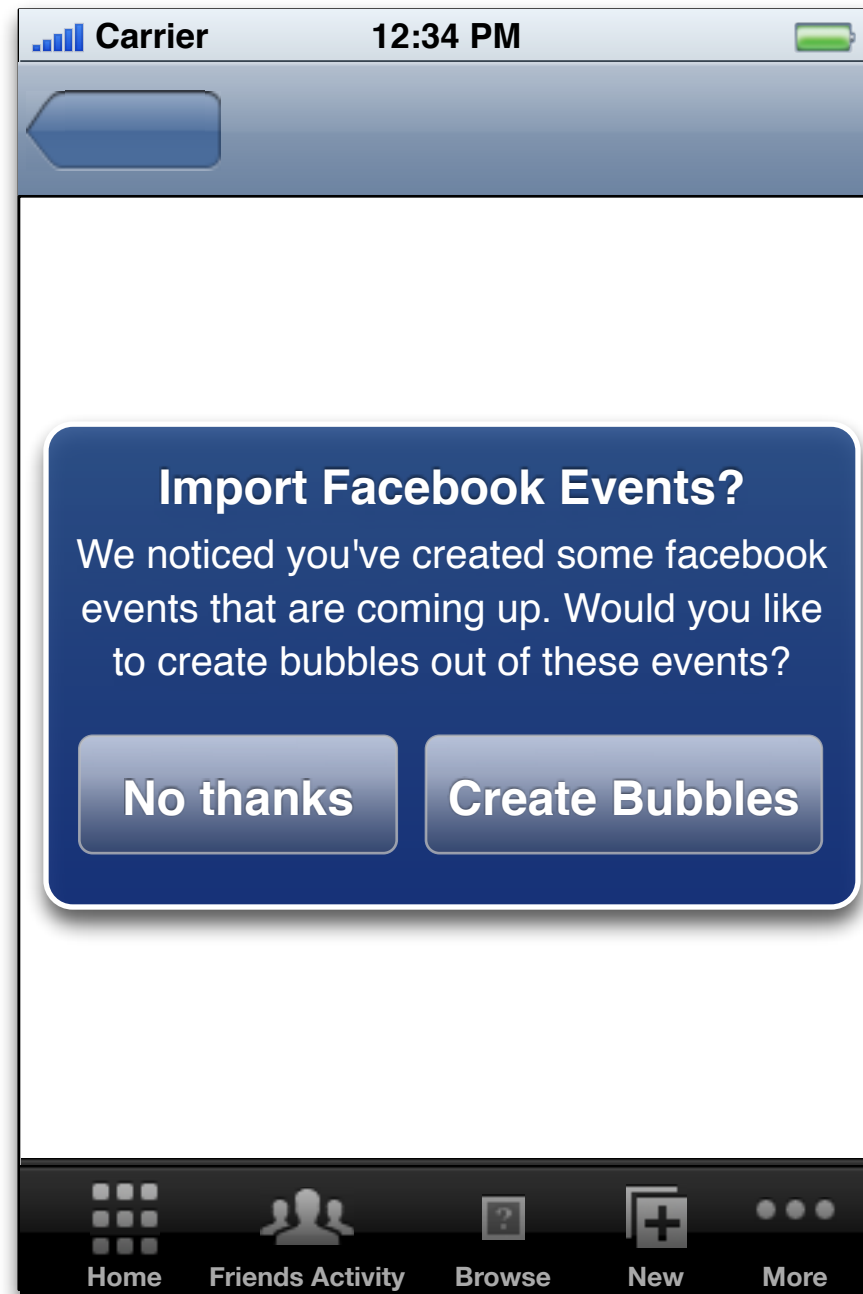 Carrier 12:34 PM
Import Facebook Events?
We noticed you've created some facebook
events that are coming up. Would you like
to create bubbles out of these events?
No thanks Create Bubbles
?
Home Friends Activity Browse New More